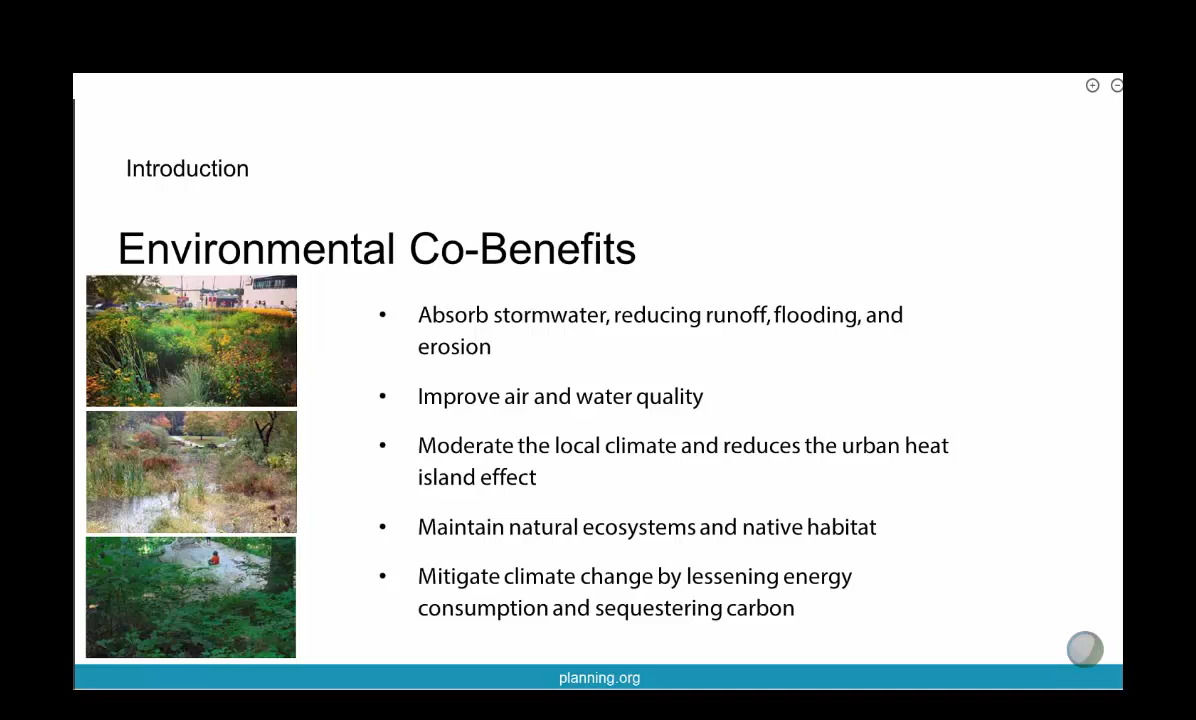 Introduction
Environmental Co-Benefits
• Absorb stormwater, reducing runoff, flooding, and
erosion
• Improve air and water quality
• Moderate the local climate and reduces the urban heat
island effect
• Maintain natural ecosystems and native habitat
• Mitigate climate change by lessening energy
consumption and sequestering carbon
planning.org